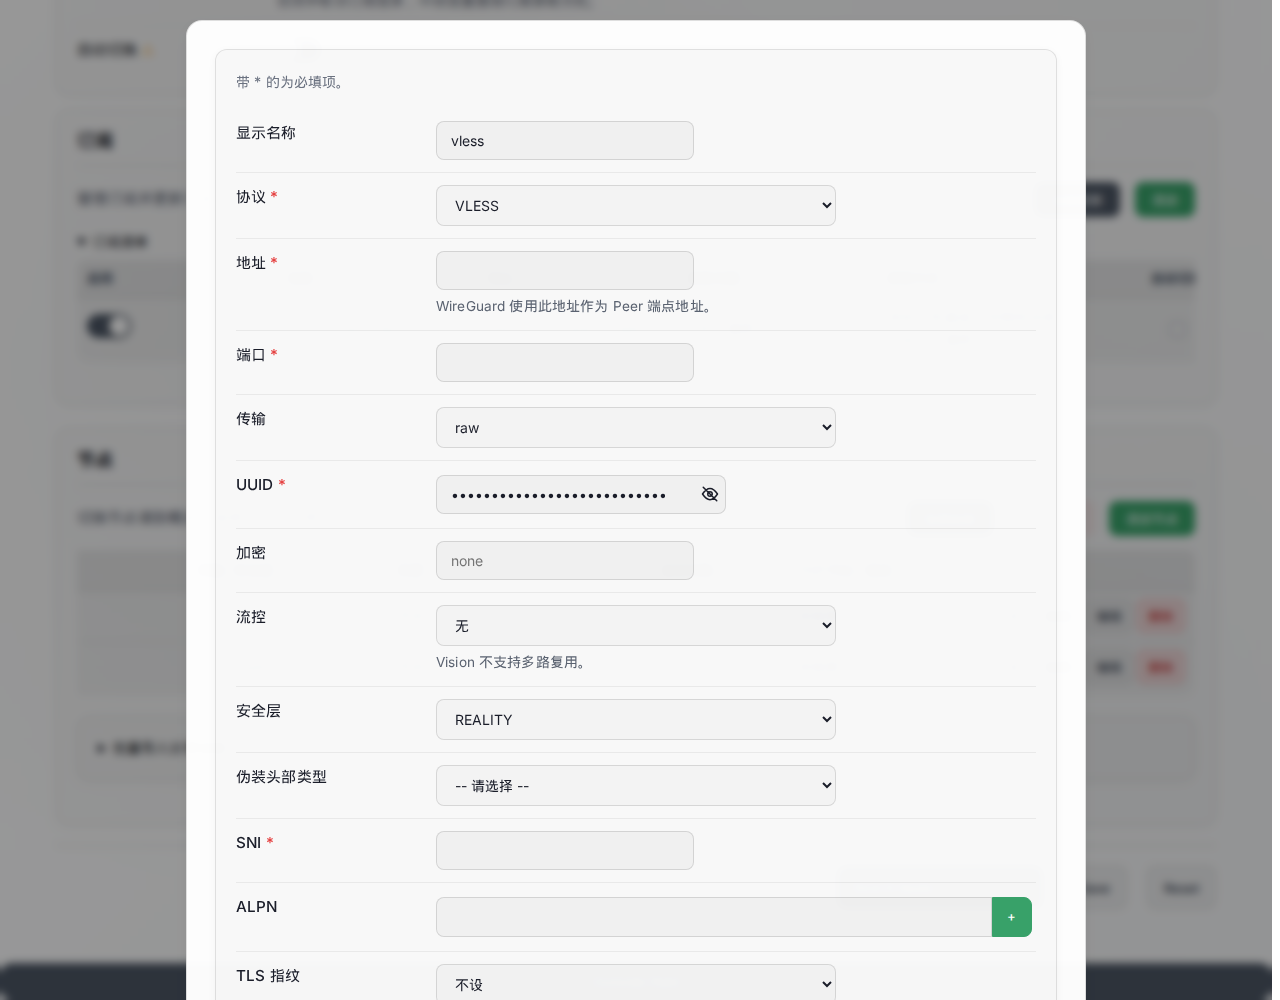 带 * 的为必填项。
显示名称
vless
协议 *
VLESS
地址 *
WireGuard 使用此地址作为 Peer 端点地址。
端口 *
传输
raw
UUID *
••••••••••••••••••••••••••••
加密
none
流控
无
Vision 不支持多路复用。
安全层
REALITY
伪装头部类型
-- 请选择 --
SNI *
ALPN
+
TLS 指纹
不设
节点
Reset